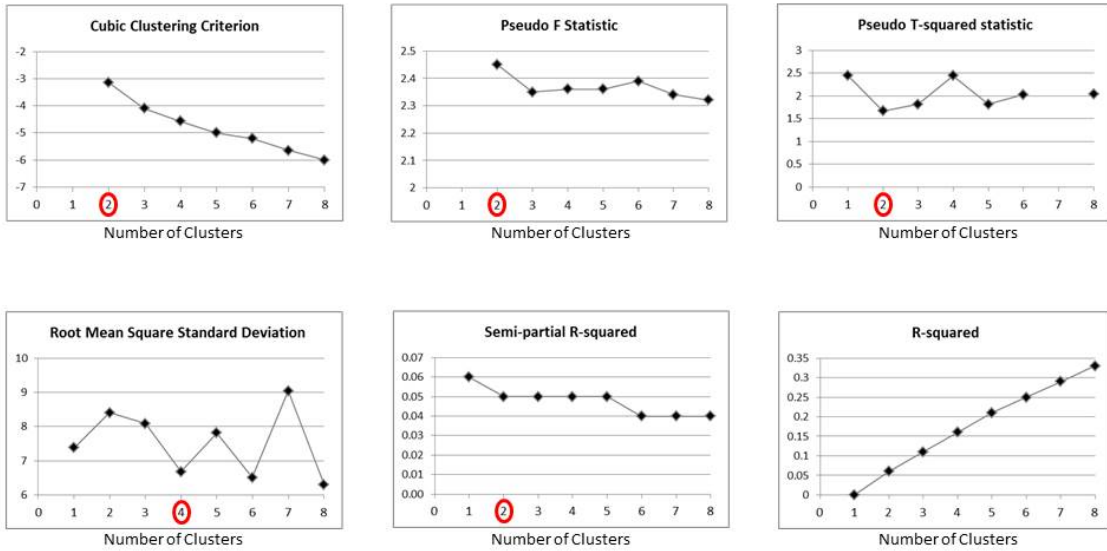 Cubic Clustering Criterion
-2
-3
-4
-5
-6
-7
0 1 2 3 4 5 6 7 8
Number of Clusters
Pseudo F Statistic
2.5
2.4
2.3
2.2
2.1
2
0 1 2 3 4 5 6 7 8
Number of Clusters
Pseudo T-squared statistic
3
2.5
2
1.5
1
0.5
0
0 1 2 3 4 5 6 7 8
Number of Clusters
Root Mean Square Standard Deviation
10
9
8
7
6
0 1 2 3 4 5 6 7 8
Number of Clusters
Semi-partial R-squared
0.07
0.06
0.05
0.04
0.03
0.02
0.01
0.00
0 1 2 3 4 5 6 7 8
Number of Clusters
R-squared
0.35
0.3
0.25
0.2
0.15
0.1
0.05
0
0 1 2 3 4 5 6 7 8
Number of Clusters